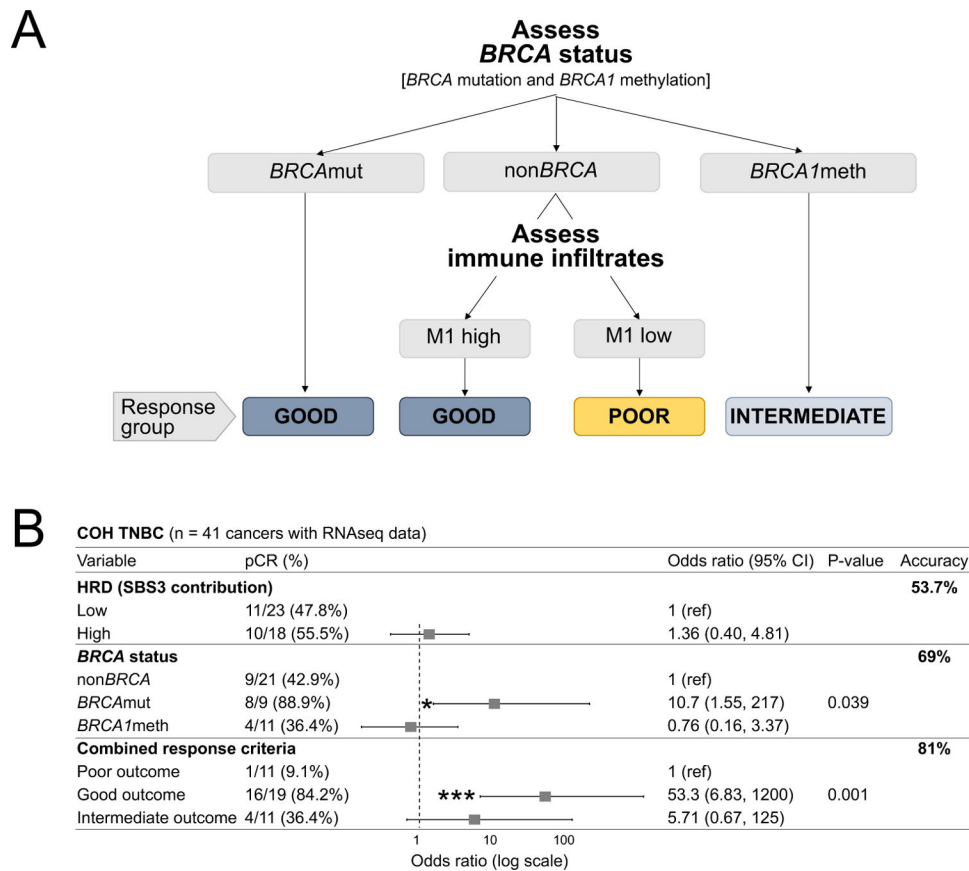 A
Assess
BRCA status
[BRCA mutation and BRCA1 methylation]
BRCAmut
nonBRCA
BRCA1meth
Assess
immune infiltrates
M1 high
M1 low
Response
group
GOOD
GOOD
POOR
INTERMEDIATE
B
COH TNBC (n = 41 cancers with RNAseq data)
Variable pCR (%) Odds ratio (95% CI) P-value Accuracy
HRD (SBS3 contribution) 53.7%
Low 11/23 (47.8%) 1 (ref)
High 10/18 (55.5%) 1.36 (0.40, 4.81)
BRCA status 69%
nonBRCA 9/21 (42.9%) 1 (ref)
BRCAmut 8/9 (88.9%) * 10.7 (1.55, 217) 0.039
BRCA1meth 4/11 (36.4%) 0.76 (0.16, 3.37)
Combined response criteria 81%
Poor outcome 1/11 (9.1%) 1 (ref)
Good outcome 16/19 (84.2%) *** 53.3 (6.83, 1200) 0.001
Intermediate outcome 4/11 (36.4%) 5.71 (0.67, 125)
1 10 100
Odds ratio (log scale)